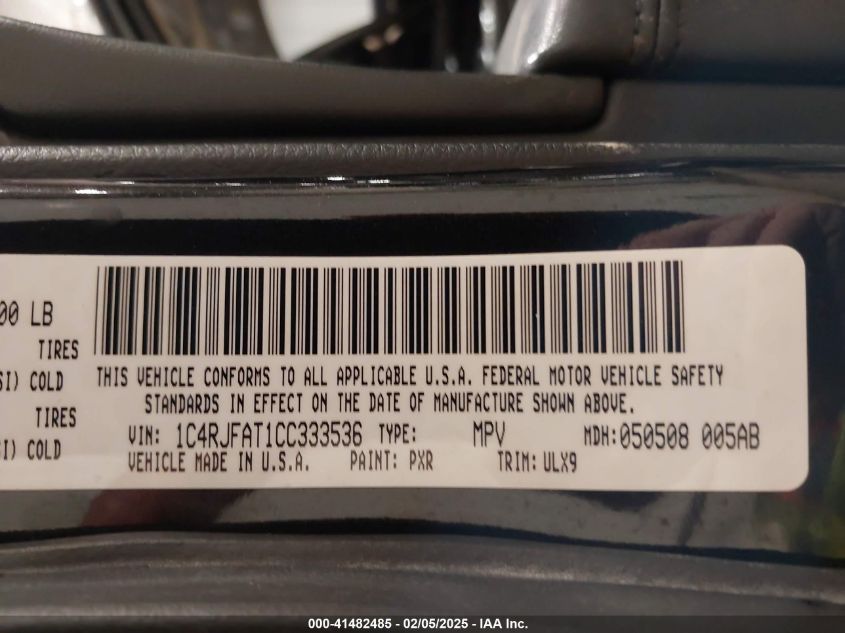 00 LB
TIRES
SI) COLD
TIRES
SI) COLD
THIS VEHICLE CONFORMS TO ALL APPLICABLE U.S.A. FEDERAL MOTOR VEHICLE SAFETY
STANDARDS IN EFFECT ON THE DATE OF MANUFACTURE SHOWN ABOVE.
VIN: 1C4RJFAT1CC333536 TYPE: MPV MDH:050508 005AB
VEHICLE MADE IN U.S.A. PAINT: PXR TRIM: ULX9
000-41482485 - 02/05/2025 - IAA Inc.